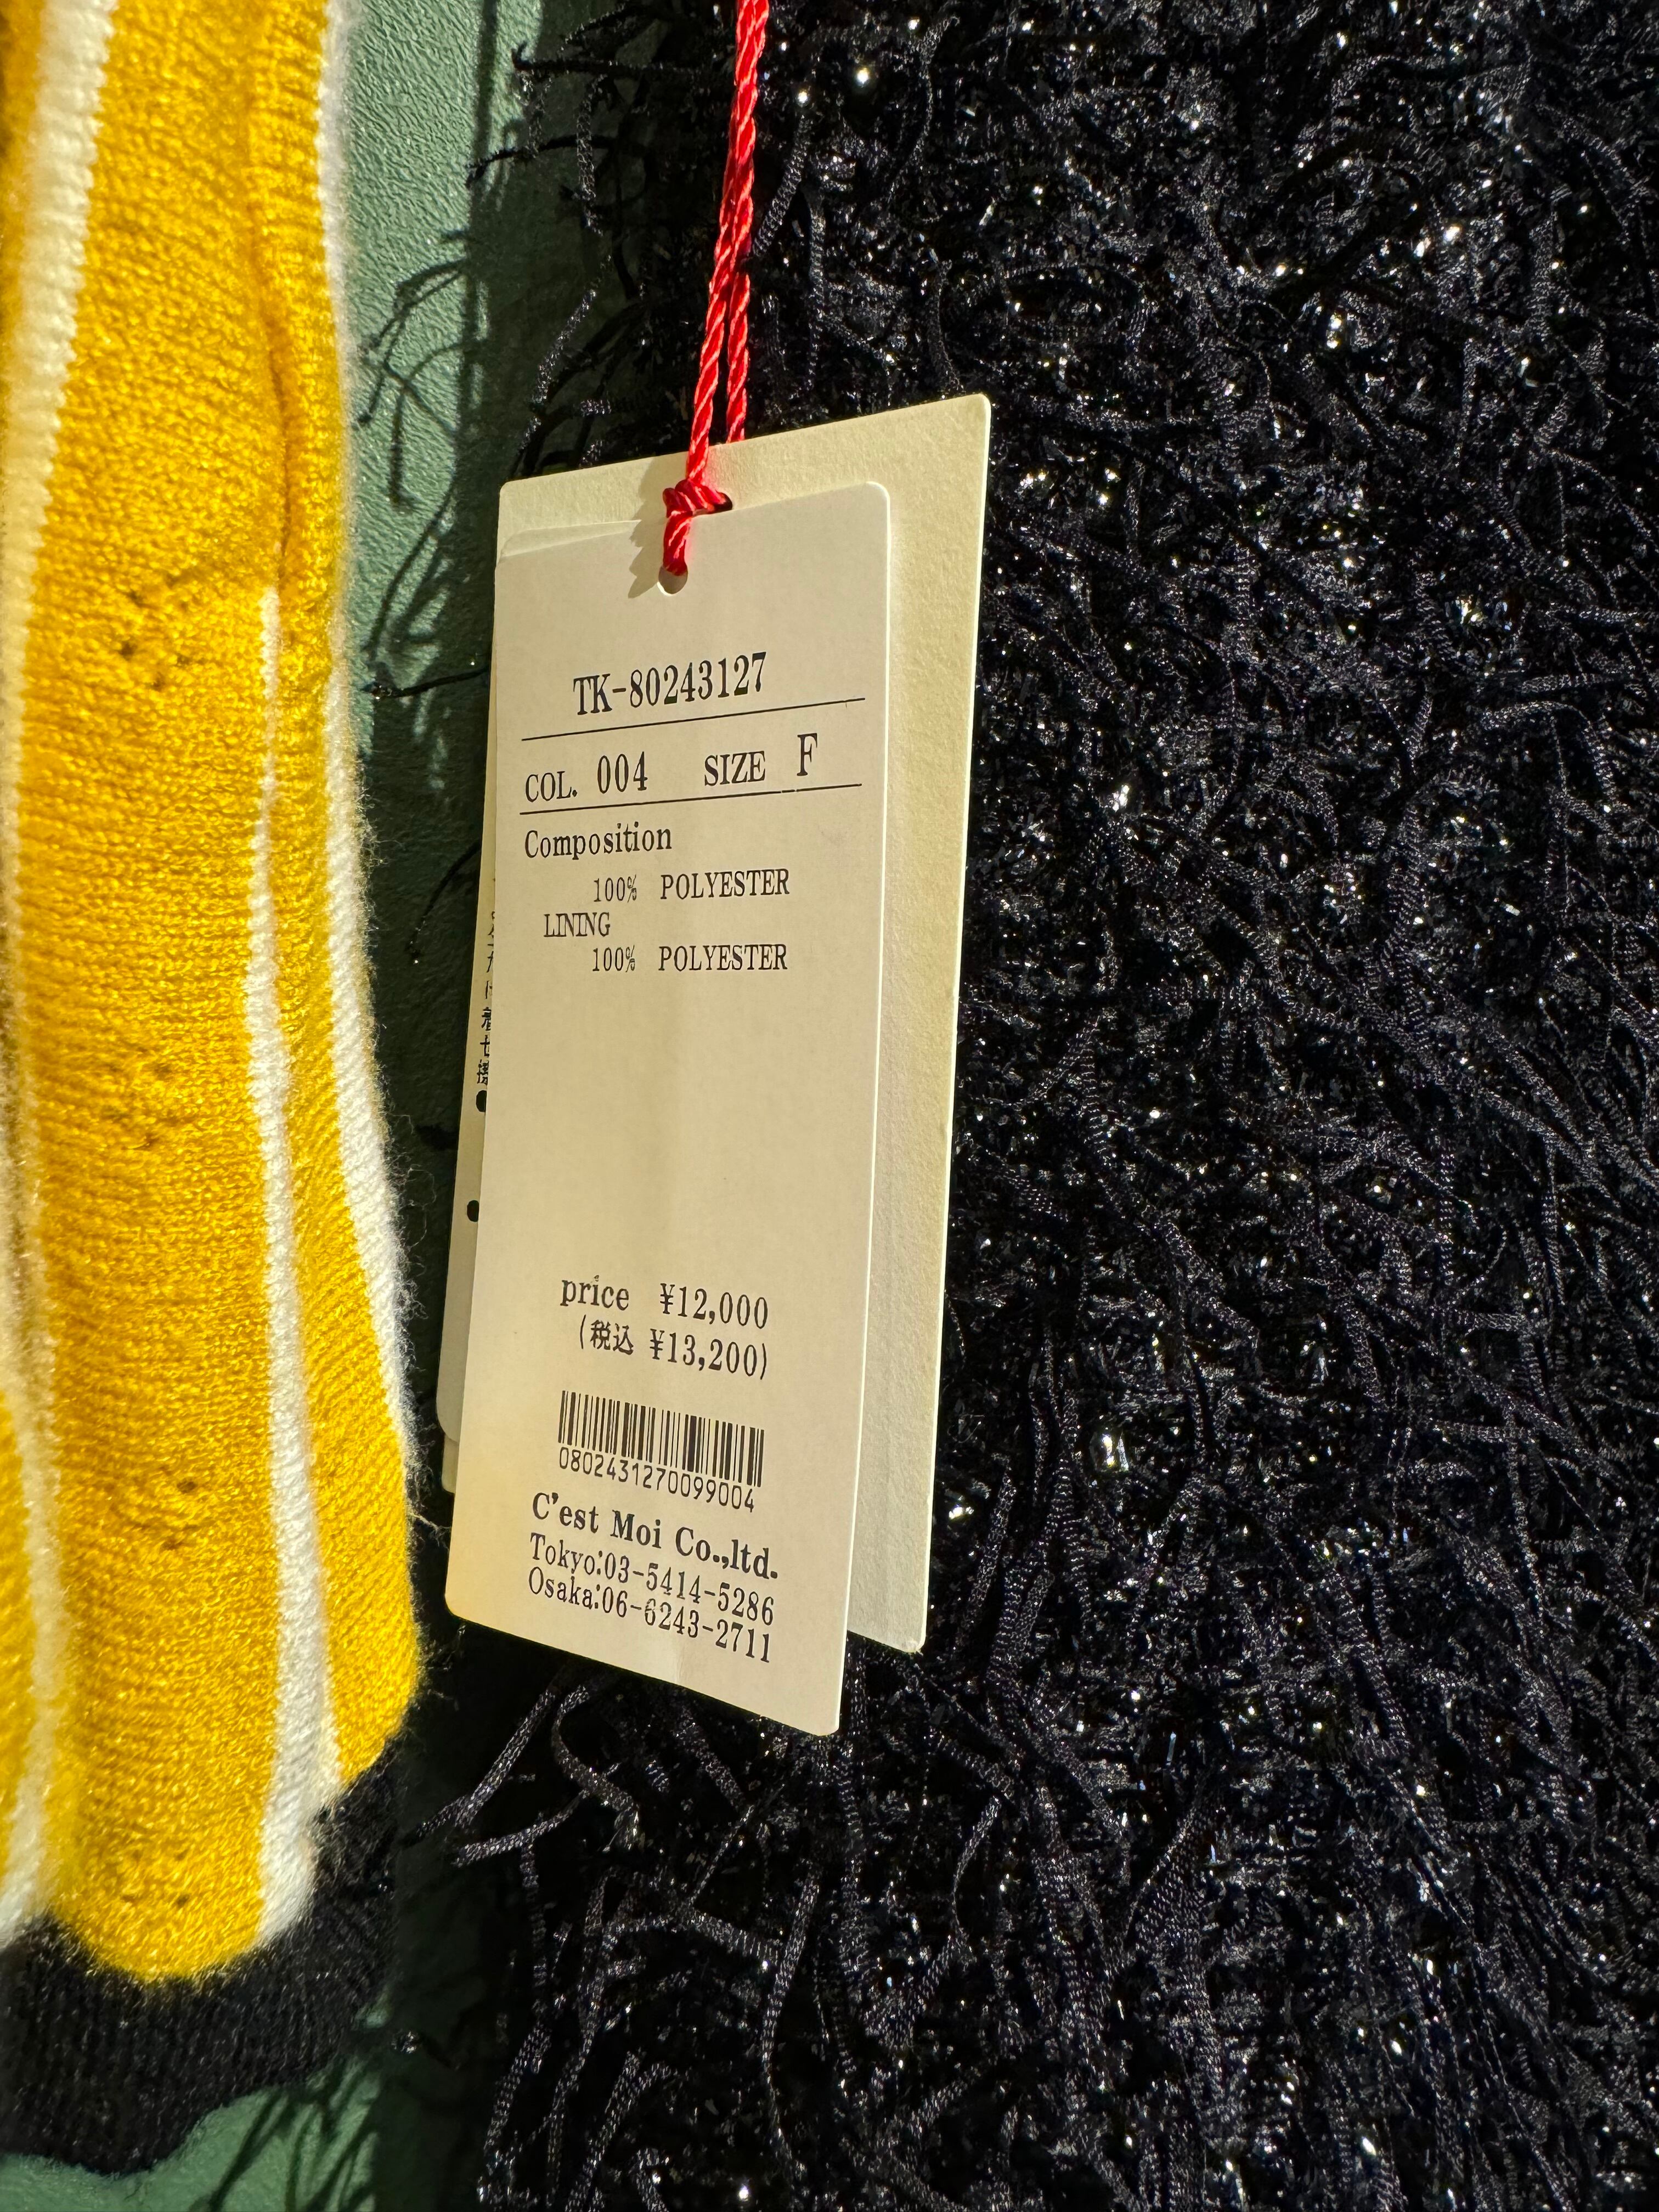 TK-80243127
COL. 004 SIZE F
Composition
100% POLYESTER
LINING
100% POLYESTER
price ¥12,000
(税込 ¥13,200)
0802431270099004
C'est Moi Co.,ltd.
Tokyo:03-5414-5286
Osaka:06-6243-2711